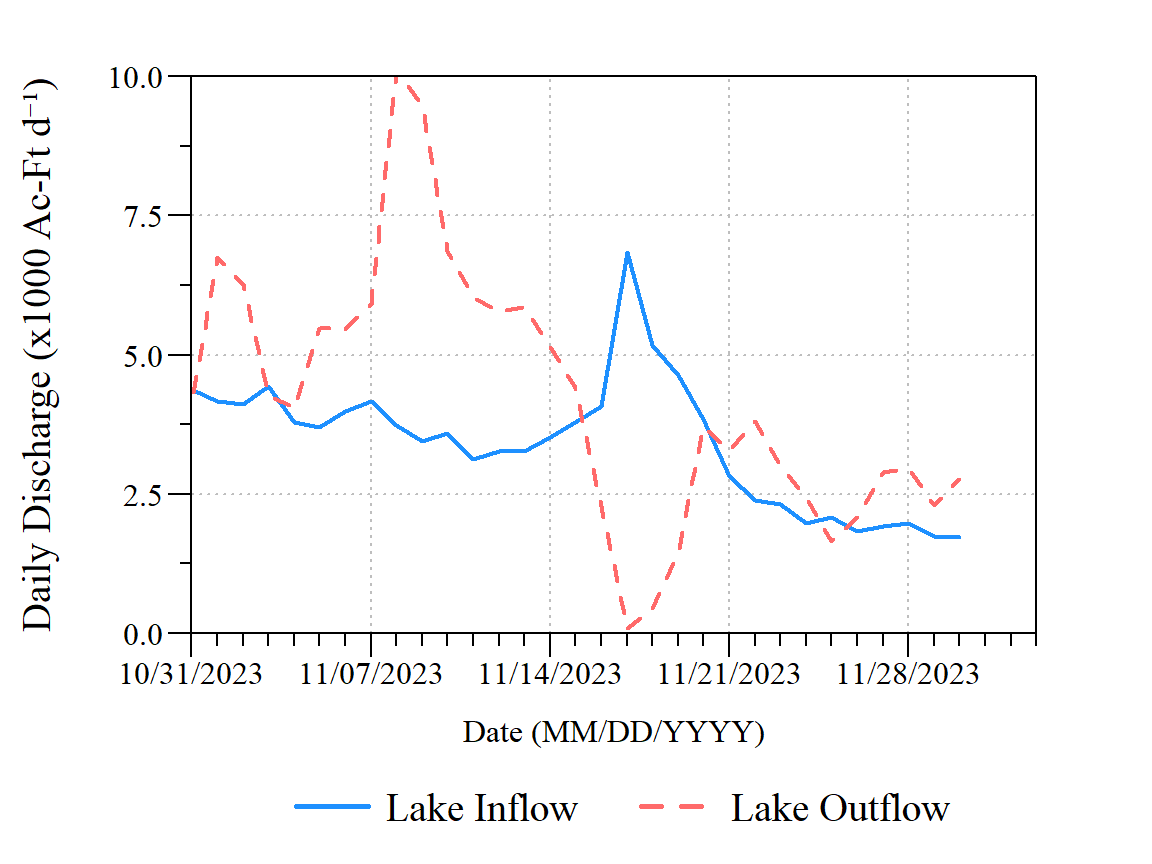 Daily Discharge (x1000 Ac-Ft d⁻¹)
10.0
7.5
5.0
2.5
0.0
10/31/2023 11/07/2023 11/14/2023 11/21/2023 11/28/2023
Date (MM/DD/YYYY)
Lake Inflow Lake Outflow